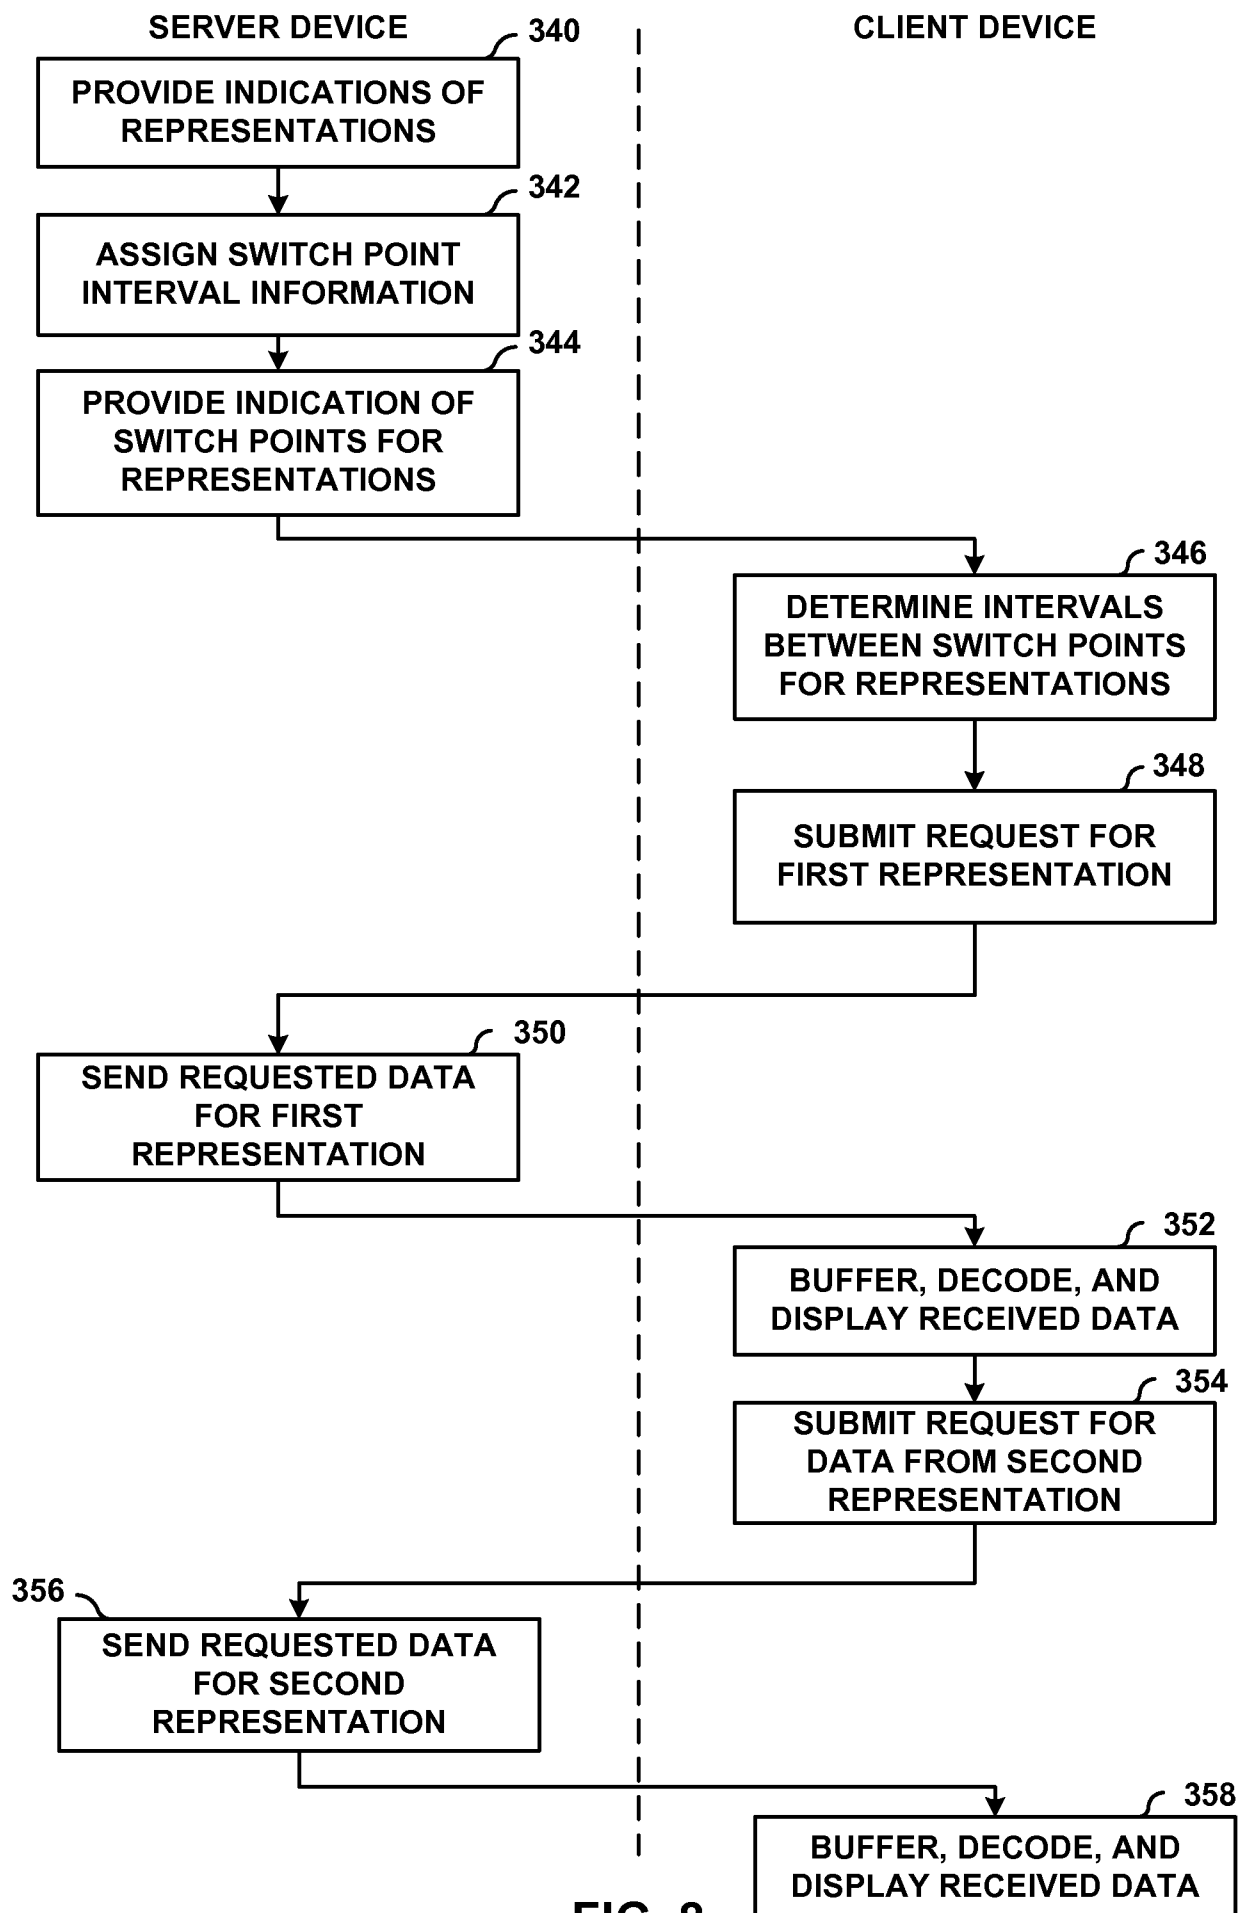 SERVER DEVICE
CLIENT DEVICE
340
PROVIDE INDICATIONS OF
REPRESENTATIONS
342
ASSIGN SWITCH POINT
INTERVAL INFORMATION
344
PROVIDE INDICATION OF
SWITCH POINTS FOR
REPRESENTATIONS
346
DETERMINE INTERVALS
BETWEEN SWITCH POINTS
FOR REPRESENTATIONS
348
SUBMIT REQUEST FOR
FIRST REPRESENTATION
350
SEND REQUESTED DATA
FOR FIRST
REPRESENTATION
352
BUFFER, DECODE, AND
DISPLAY RECEIVED DATA
354
SUBMIT REQUEST FOR
DATA FROM SECOND
REPRESENTATION
356
SEND REQUESTED DATA
FOR SECOND
REPRESENTATION
358
BUFFER, DECODE, AND
DISPLAY RECEIVED DATA